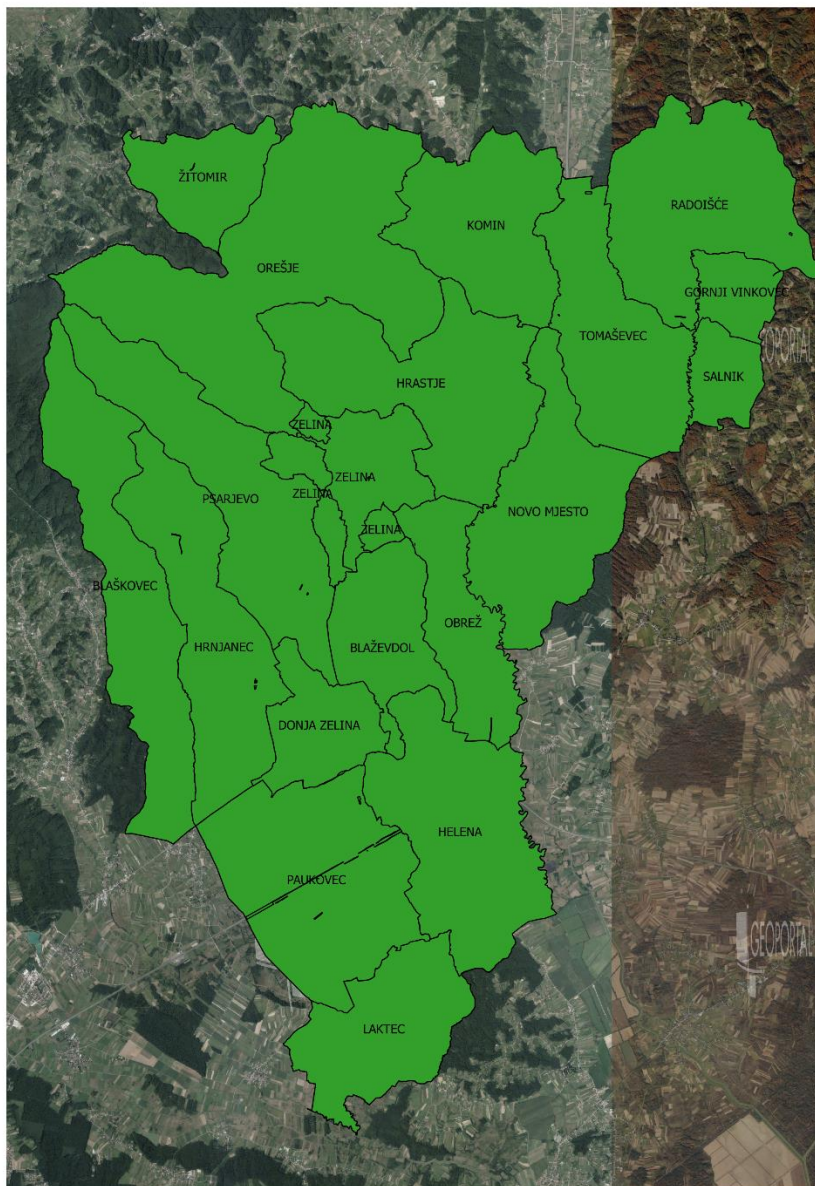 ŽITOMIR
RADOIŠĆE
KOMIN
OREŠJE
GORNJI VINKOVEC
TOMAŠEVEC
GEOPORTAL
SALNIK
HRASTJE
ZELINA
ZELINA
ZELINA
PSARJEVO
NOVO MJESTO
ZELINA
BLAŠKOVEC
OBREŽ
HRNJANEC
BLAŽEVDOL
DONJA ZELINA
HELENA
PAUKOVEC
GEOPORTAL
LAKTEC